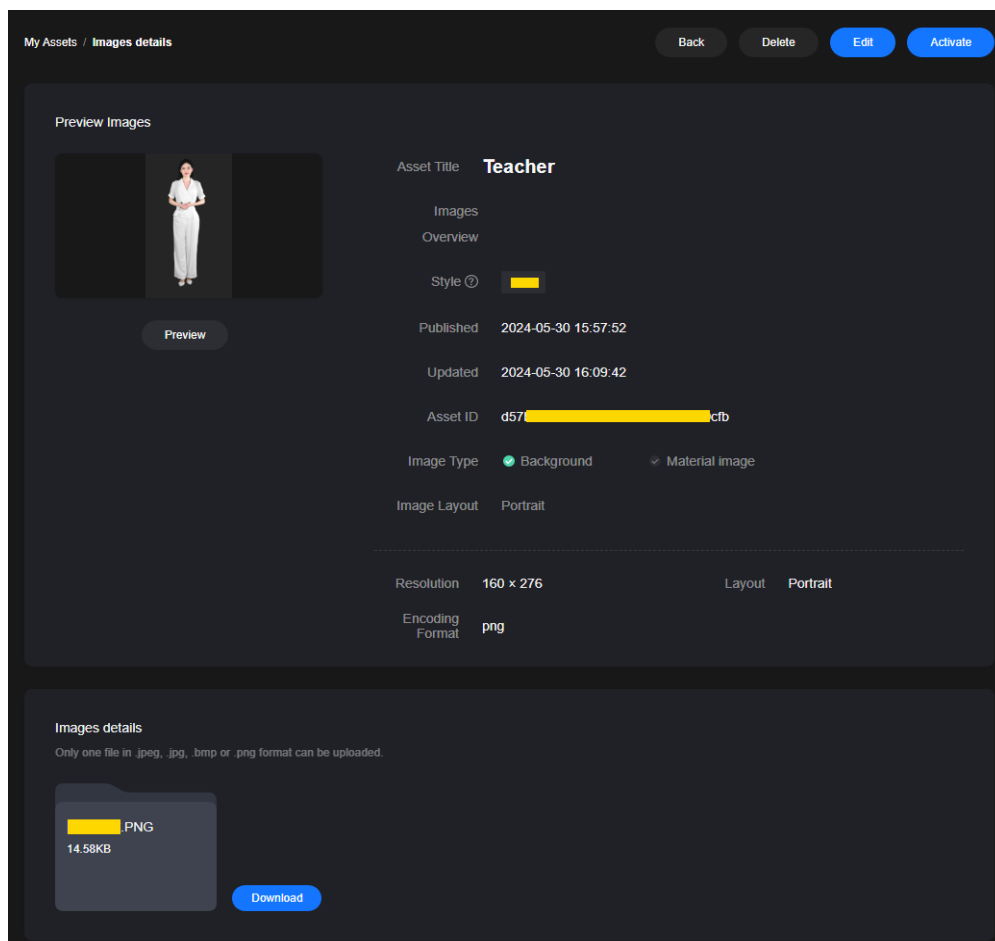 My Assets / Images details
Back
Delete
Edit
Activate
Preview Images
Asset Title Teacher
Images
Overview
Style ?
Published 2024-05-30 15:57:52
Preview
Updated 2024-05-30 16:09:42
Asset ID d57 cfb
Image Type Background Material image
Image Layout Portrait
Resolution 160 × 276 Layout Portrait
Encoding
Format
png
Images details
Only one file in .jpeg, .jpg, .bmp or .png format can be uploaded.
.PNG
14.58KB
Download